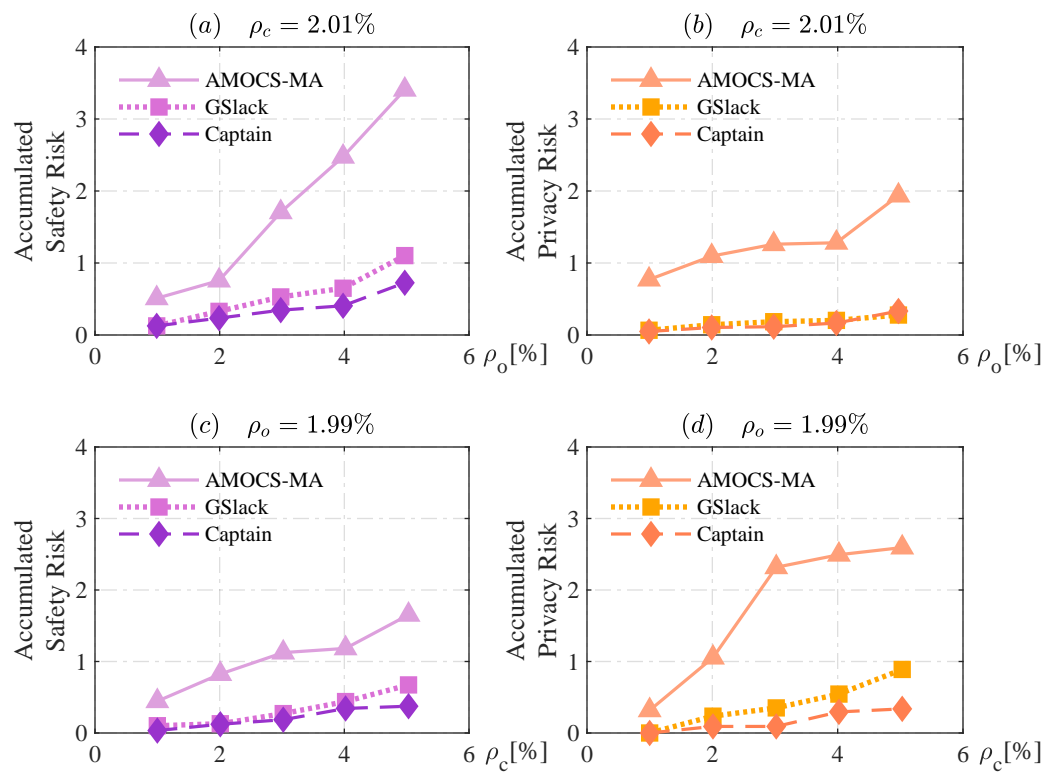 (a) ρc = 2.01%
4
3
2
1
0
0 2 4 6 ρo[%]
Accumulated
Safety Risk
AMOCS-MA
GSlack
Captain
(b) ρc = 2.01%
4
3
2
1
0
0 2 4 6 ρo[%]
Accumulated
Privacy Risk
AMOCS-MA
GSlack
Captain
(c) ρo = 1.99%
4
3
2
1
0
0 2 4 6 ρc[%]
Accumulated
Safety Risk
AMOCS-MA
GSlack
Captain
(d) ρo = 1.99%
4
3
2
1
0
0 2 4 6 ρc[%]
Accumulated
Privacy Risk
AMOCS-MA
GSlack
Captain